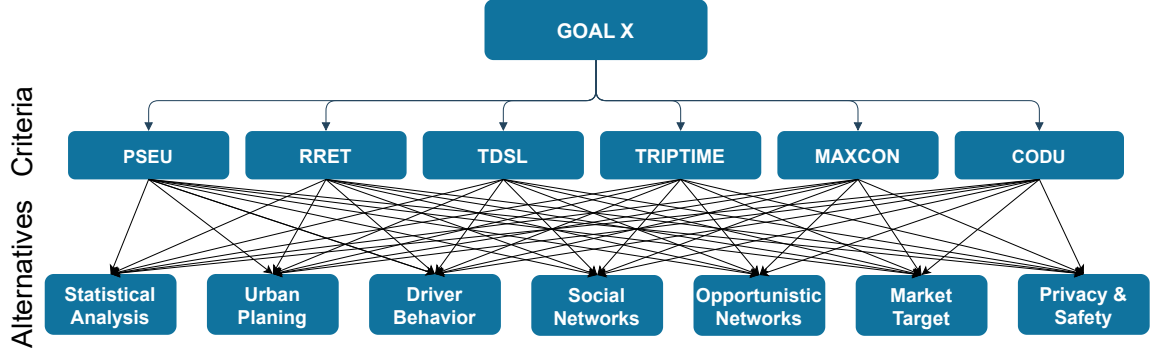 GOAL X
Criteria
PSEU
RRET
TDSL
TRIPTIME
MAXCON
CODU
Alternatives
Statistical
Analysis
Urban
Planing
Driver
Behavior
Social
Networks
Opportunistic
Networks
Market
Target
Privacy &
Safety